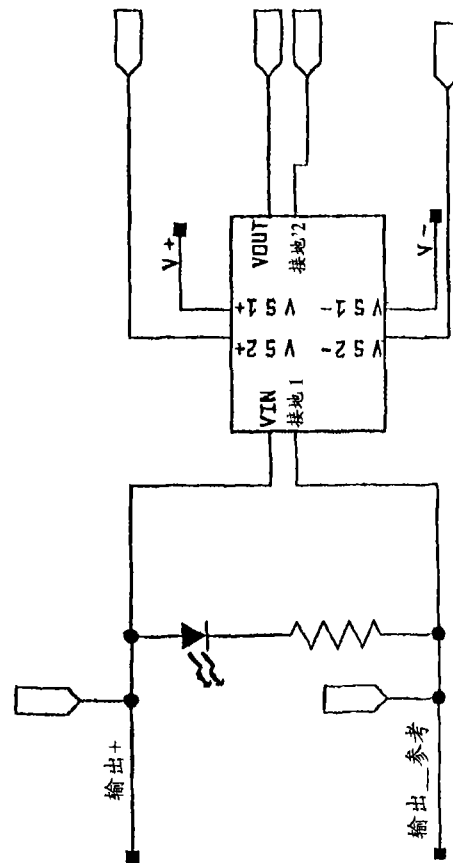 V+
V-
VOUT
接地'2
VS1+
VS1-
VS2+
VS2-
VIN
接地1
输出+
输出__参考